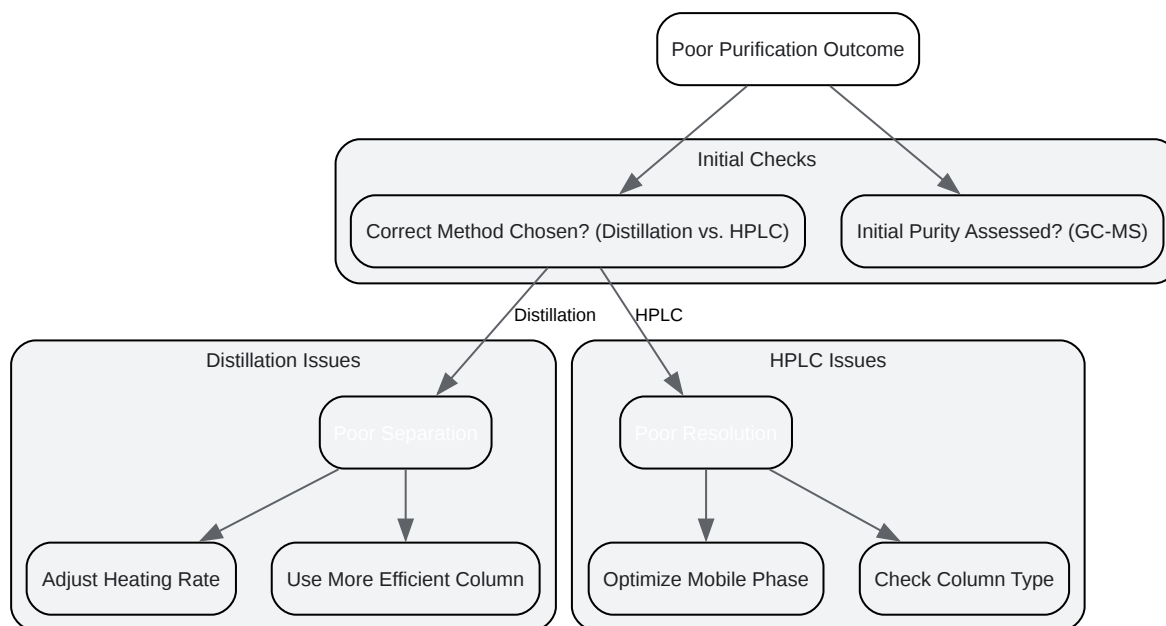 Poor Purification Outcome
Initial Checks
Correct Method Chosen? (Distillation vs. HPLC)
Initial Purity Assessed? (GC-MS)
Distillation
HPLC
Distillation Issues
HPLC Issues
Poor Separation
Poor Resolution
Adjust Heating Rate
Use More Efficient Column
Optimize Mobile Phase
Check Column Type